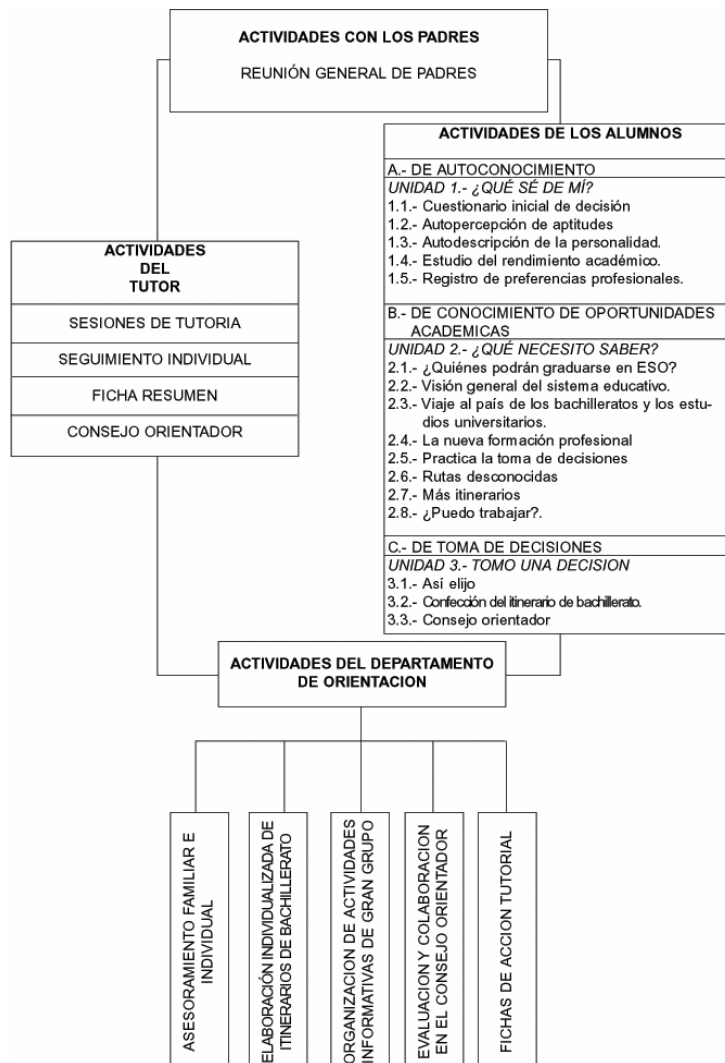 ACTIVIDADES CON LOS PADRES
REUNIÓN GENERAL DE PADRES
ACTIVIDADES
DEL
TUTOR
SESIONES DE TUTORIA
SEGUIMIENTO INDIVIDUAL
FICHA RESUMEN
CONSEJO ORIENTADOR
ACTIVIDADES DE LOS ALUMNOS
A.- DE AUTOCONOCIMIENTO
UNIDAD 1.- ¿QUÉ SÉ DE MÍ?
1.1.- Cuestionario inicial de decisión
1.2.- Autopercepción de aptitudes
1.3.- Autodescripción de la personalidad.
1.4.- Estudio del rendimiento académico.
1.5.- Registro de preferencias profesionales.
B.- DE CONOCIMIENTO DE OPORTUNIDADES
ACADEMICAS
UNIDAD 2.- ¿QUÉ NECESITO SABER?
2.1.- ¿Quiénes podrán graduarse en ESO?
2.2.- Visión general del sistema educativo.
2.3.- Viaje al país de los bachilleratos y los estu-
dios universitarios.
2.4.- La nueva formación profesional
2.5.- Practica la toma de decisiones
2.6.- Rutas desconocidas
2.7.- Más itinerarios
2.8.- ¿Puedo trabajar?.
C.- DE TOMA DE DECISIONES
UNIDAD 3.- TOMO UNA DECISION
3.1.- Así elijo
3.2.- Confección del itinerario de bachillerato.
3.3.- Consejo orientador
ACTIVIDADES DEL DEPARTAMENTO
DE ORIENTACION
ASESORAMIENTO FAMILIAR E
INDIVIDUAL
ELABORACIÓN INDIVIDUALIZADA DE
ITINERARIOS DE BACHILLERATO
ORGANIZACION DE ACTIVIDADES
INFORMATIVAS DE GRAN GRUPO
EVALUACION Y COLABORACION
EN EL CONSEJO ORIENTADOR
FICHAS DE ACCION TUTORIAL